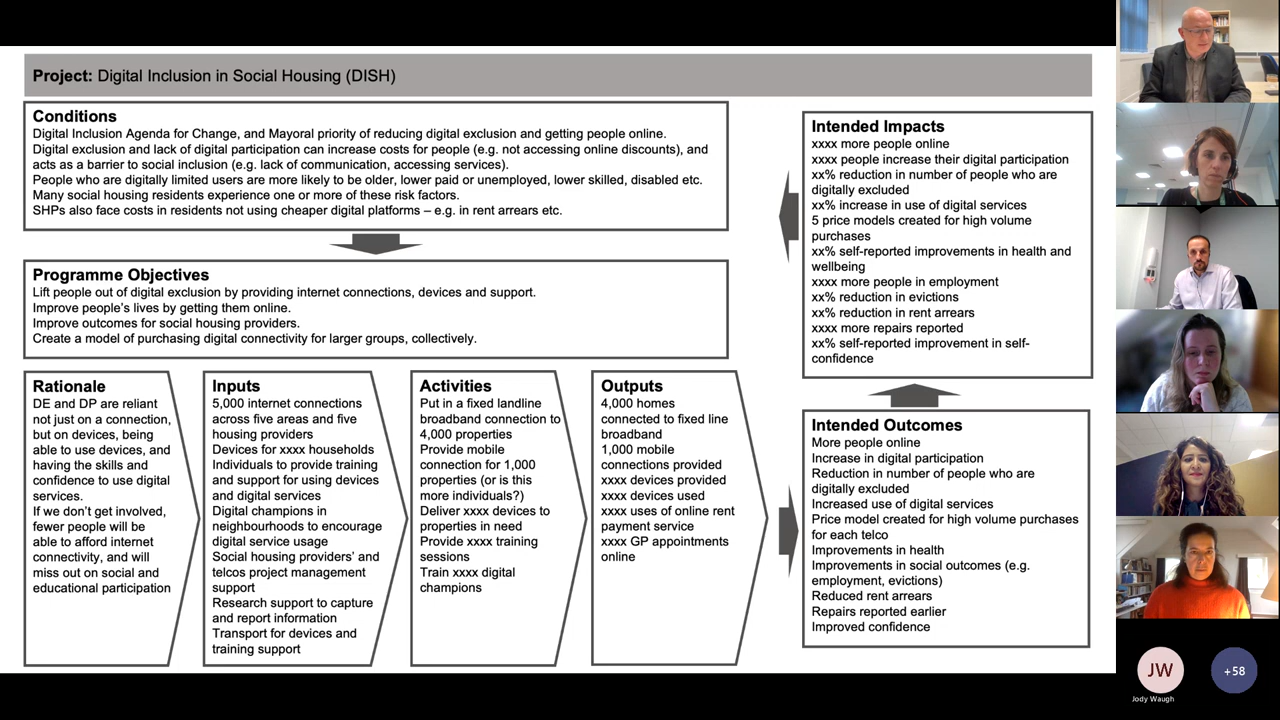 Project: Digital Inclusion in Social Housing (DISH)
Conditions
Digital Inclusion Agenda for Change, and Mayoral priority of reducing digital exclusion and getting people online.
Digital exclusion and lack of digital participation can increase costs for people (e.g. not accessing online discounts), and
acts as a barrier to social inclusion (e.g. lack of communication, accessing services).
People who are digitally limited users are more likely to be older, lower paid or unemployed, lower skilled, disabled etc.
Many social housing residents experience one or more of these risk factors.
SHPs also face costs in residents not using cheaper digital platforms – e.g. in rent arrears etc.
Programme Objectives
Lift people out of digital exclusion by providing internet connections, devices and support.
Improve people's lives by getting them online.
Improve outcomes for social housing providers.
Create a model of purchasing digital connectivity for larger groups, collectively.
Rationale
DE and DP are reliant
not just on a connection,
but on devices, being
able to use devices, and
having the skills and
confidence to use digital
services.
If we don't get involved,
fewer people will be
able to afford internet
connectivity, and will
miss out on social and
educational participation
Inputs
5,000 internet connections
across five areas and five
housing providers
Devices for xxxx households
Individuals to provide training
and support for using devices
and digital services
Digital champions in
neighbourhoods to encourage
digital service usage
Social housing providers' and
telcos project management
support
Research support to capture
and report information
Transport for devices and
training support
Activities
Put in a fixed landline
broadband connection to
4,000 properties
Provide mobile
connection for 1,000
properties (or is this
more individuals?)
Deliver xxxx devices to
properties in need
Provide xxxx training
sessions
Train xxxx digital
champions
Outputs
4,000 homes
connected to fixed line
broadband
1,000 mobile
connections provided
xxxx devices provided
xxxx devices used
xxxx uses of online rent
payment service
xxxx GP appointments
online
Intended Outcomes
More people online
Increase in digital participation
Reduction in number of people who are
digitally excluded
Increased use of digital services
Price model created for high volume purchases
for each telco
Improvements in health
Improvements in social outcomes (e.g.
employment, evictions)
Reduced rent arrears
Repairs reported earlier
Improved confidence
Intended Impacts
xxxx more people online
xxxx people increase their digital participation
xx% reduction in number of people who are
digitally excluded
xx% increase in use of digital services
5 price models created for high volume
purchases
xx% self-reported improvements in health and
wellbeing
xxxx more people in employment
xx% reduction in evictions
xx% reduction in rent arrears
xxxx more repairs reported
xx% self-reported improvement in self-
confidence
JW
Jody Waugh
+58